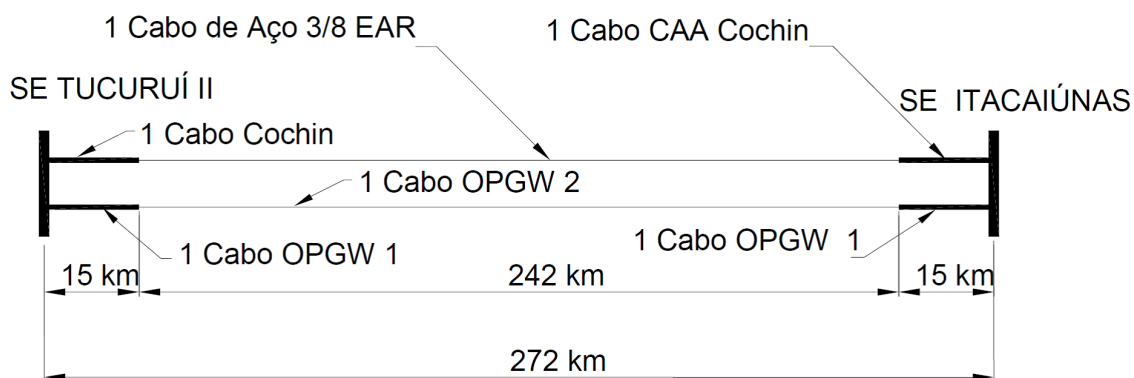 1 Cabo de Aço 3/8 EAR
1 Cabo CAA Cochin
SE TUCURUÍ II
SE ITACAIÚNAS
1 Cabo Cochin
1 Cabo OPGW 2
1 Cabo OPGW 1
1 Cabo OPGW 1
15 km
242 km
15 km
272 km